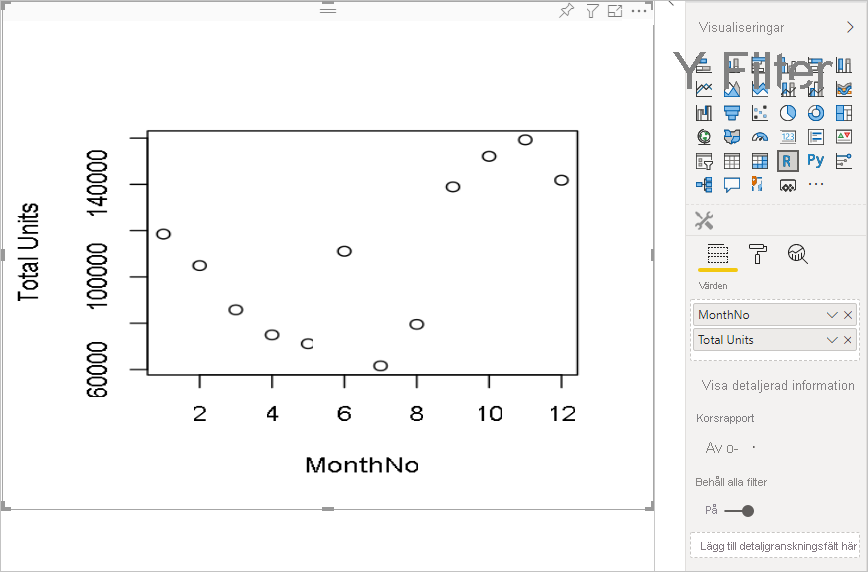 Visualiseringar
Y Filter
140000
100000
60000
Total Units
2 4 6 8 10 12
MonthNo
R Py
123
Värden
MonthNo
Total Units
Visa detaljerad information
Korsrapport
Av o-
Behåll alla filter
På
Lägg till detaljgranskningsfält här